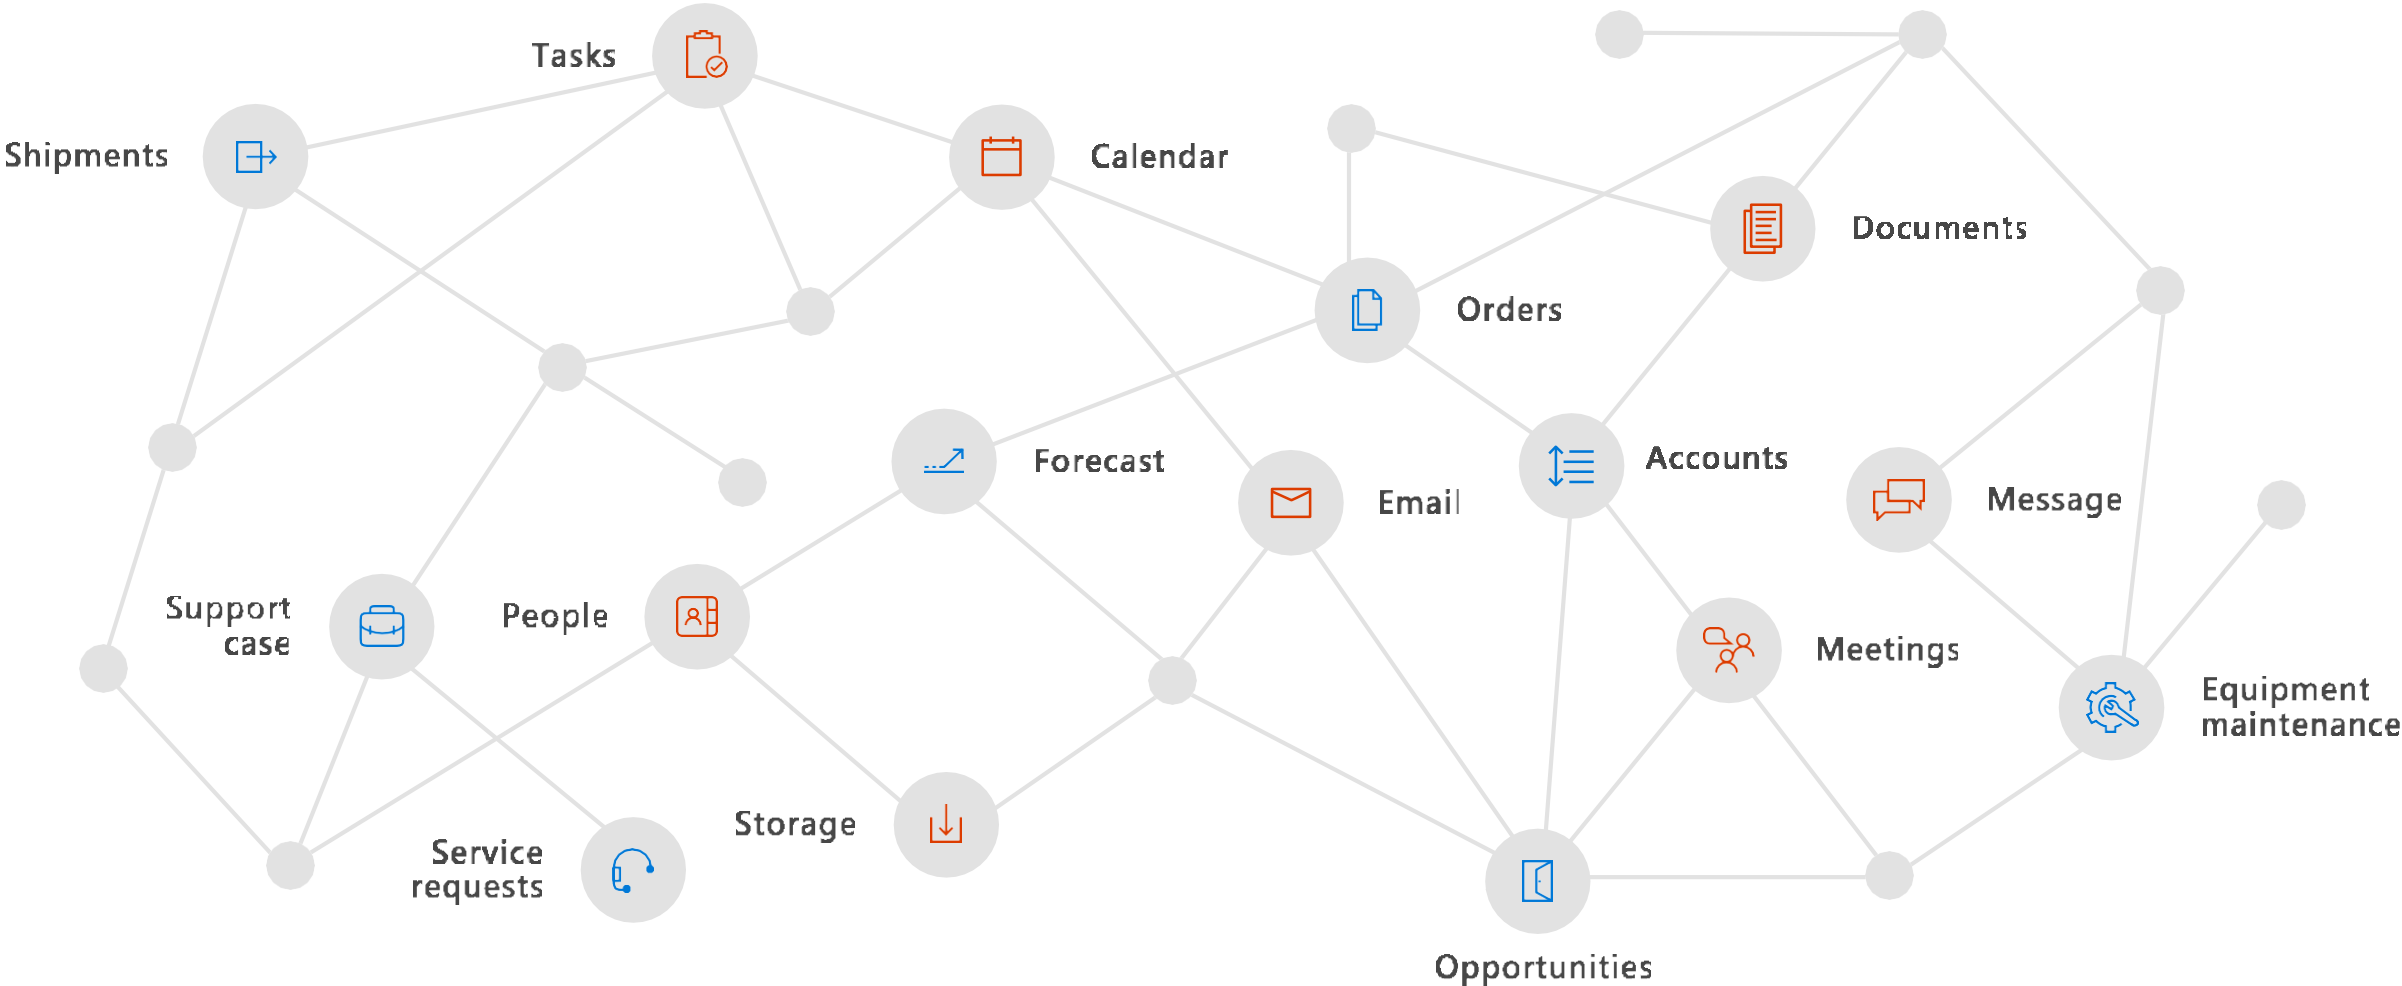 Tasks
Shipments
Calendar
Documents
Orders
Forecast
Accounts
Email
Message
Support
case
People
Meetings
Equipment
maintenance
Storage
Service
requests
Opportunities